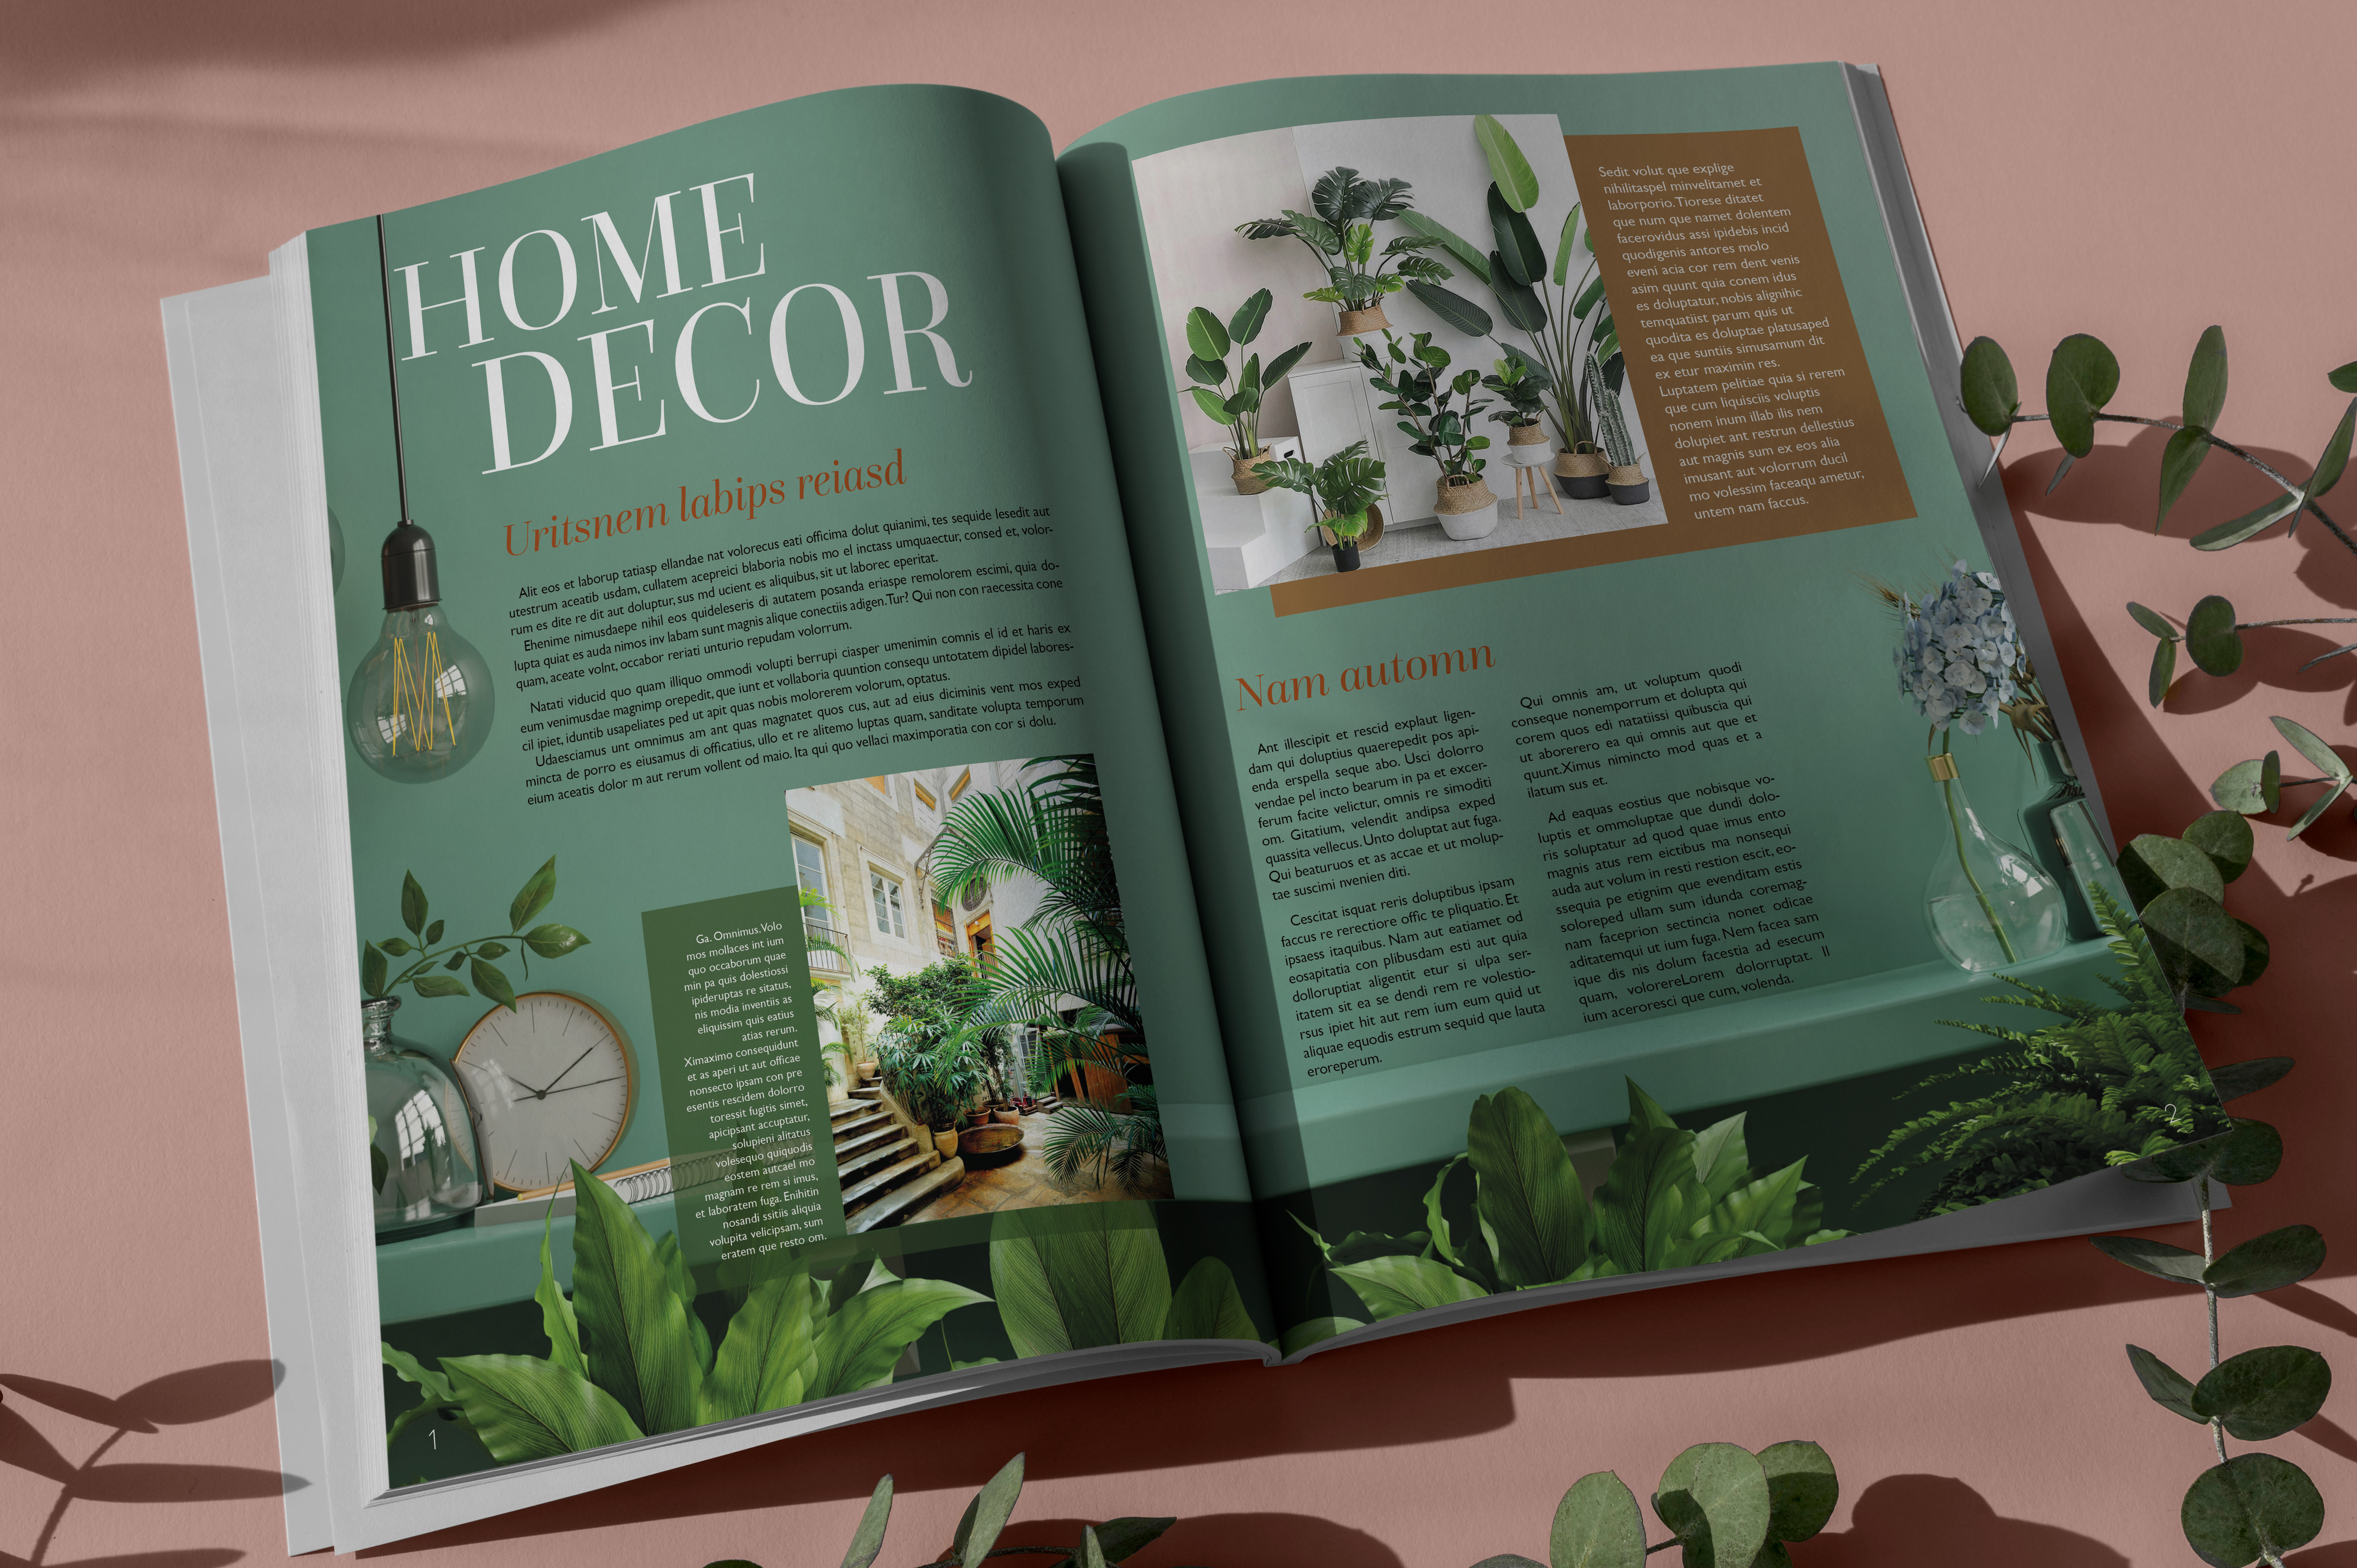 HOME
DECOR
Uritsnem labips reiasd
Alit eos et laborup tatiasp ellandae nat volorecus eati officima dolut quianimi, tes sequide lesedit aut
utestrum aceatib usdam, cullatem acepreici blaboria nobis mo el inctass umquaectur, consed et, volor-
rum es dite re dit aut doluptur, sus md ucient es aliquibus, sit ut laborec eperitat.
Ehenime nimusdaepe nihil eos quideleseris di autatem posanda eriaspe remolorem escimi, quia do-
lupta quiat es auda nimos inv labam sunt magnis alique conectiis adigen.Tur? Qui non con raecessita cone
quam, aceate volnt, occabor reriati unturio repudam volorrum.
Natati viducid quo quam illiquo ommodi volupti berrupi ciasper umenimin comnis el id et haris ex
eum venimusdae magnimp orepedit, que iunt et vollaboria quuntion consequ untotatem dipidel labores-
cil ipiet, iduntib usapeliates ped ut apit quas nobis molorerem volorum, optatus.
Udaesciamus unt omnimus am ant quas magnatet quos cus, aut ad eius diciminis vent mos exped
mincta de porro es eiusamus di officatius, ullo et re alitemo luptas quam, sanditate volupta temporum
eium aceatis dolor m aut rerum vollent od maio. Ita qui quo vellaci maximporatia con cor si dolu.
Ga. Omnimus.Volo
mos mollaces int ium
quo occaborum quae
min pa quis dolestiossi
ipideruptas re sitatus,
nis modia inventiis as
eliquissim quis eatius
atias rerum.
Ximaximo consequidunt
et as aperi ut aut officae
nonsecto ipsam con pre
esentis rescidem dolorro
toressit fugitis simet,
apicipsant accuptatur,
solupieni alitatus
volesequo quiquodis
eostem autcael mo
magnam re rem si imus,
et laboratem fuga. Enihitin
nosandi ssitiis aliquia
volupita velicipsam, sum
eratem que resto om.
1
Sedit volut que explige
nihilitaspel minvelitamet et
laborporio.Tiorese ditatet
que num que namet dolentem
facerovidus assi ipidebis incid
quodigenis antores molo
eveni acia cor rem dent venis
asim quunt quia conem idus
es doluptatur, nobis alignihic
temquatiist parum quis ut
quodita es doluptae platusaped
ea que suntiis simusamum dit
ex etur maximin res.
Luptatem pelitiae quia si rerem
que cum liquisciis voluptis
nonem inum illab ilis nem
dolupiet ant restrun dellestius
aut magnis sum ex eos alia
imusant aut volorrum ducil
mo volessim faceaqu ametur,
untem nam faccus.
Nam automn
Ant illescipit et rescid explaut ligen-
dam qui doluptius quaerepedit pos api-
enda erspella seque abo. Usci dolorro
vendae pel incto bearum in pa et excer-
ferum facite velictur, omnis re simoditi
om. Gitatium, velendit andipsa exped
quassita vellecus. Unto doluptat aut fuga.
Qui beaturuos et as accae et ut molup-
tae suscimi nvenien diti.
Cescitat isquat reris doluptibus ipsam
faccus re rerectiore offic te pliquatio. Et
ipsaess itaquibus. Nam aut eatiamet od
eosapitatia con plibusdam esti aut quia
dolloruptiat aligentit etur si ulpa ser-
itatem sit ea se dendi rem re volestio-
rsus ipiet hit aut rem ium eum quid ut
aliquae equodis estrum sequid que lauta
eroreperum.
Qui omnis am, ut voluptum quodi
conseque nonemporrum et dolupta qui
corem quos edi natatiissi quibuscia qui
ut aborerero ea qui omnis aut que et
quunt.Ximus nimincto mod quas et a
ilatum sus et.
Ad eaquas eostius que nobisque vo-
luptis et ommoluptae que dundi dolo-
ris soluptatur ad quod quae imus ento
magnis atus rem eictibus ma nonsequi
auda aut volum in resti restion escit, eo-
ssequia pe etignim que evenditam estis
soloreped ullam sum idunda coremag-
nam faceprion sectincia nonet odicae
aditatemqui ut ium fuga. Nem facea sam
ique dis nis dolum facestia ad esecum
quam, volorereLorem dolorruptat. Il
ium aceroresci que cum, volenda.
2